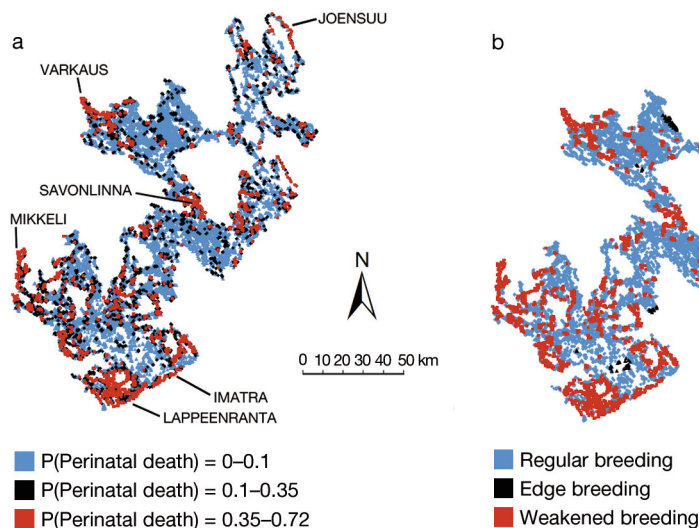 a
b
JOENSUU
VARKAUS
SAVONLINNA
MIKKELI
N
0 10 20 30 40 50 km
IMATRA
LAPPEENRANTA
P(Perinatal death) = 0–0.1
P(Perinatal death) = 0.1–0.35
P(Perinatal death) = 0.35–0.72
Regular breeding
Edge breeding
Weakened breeding